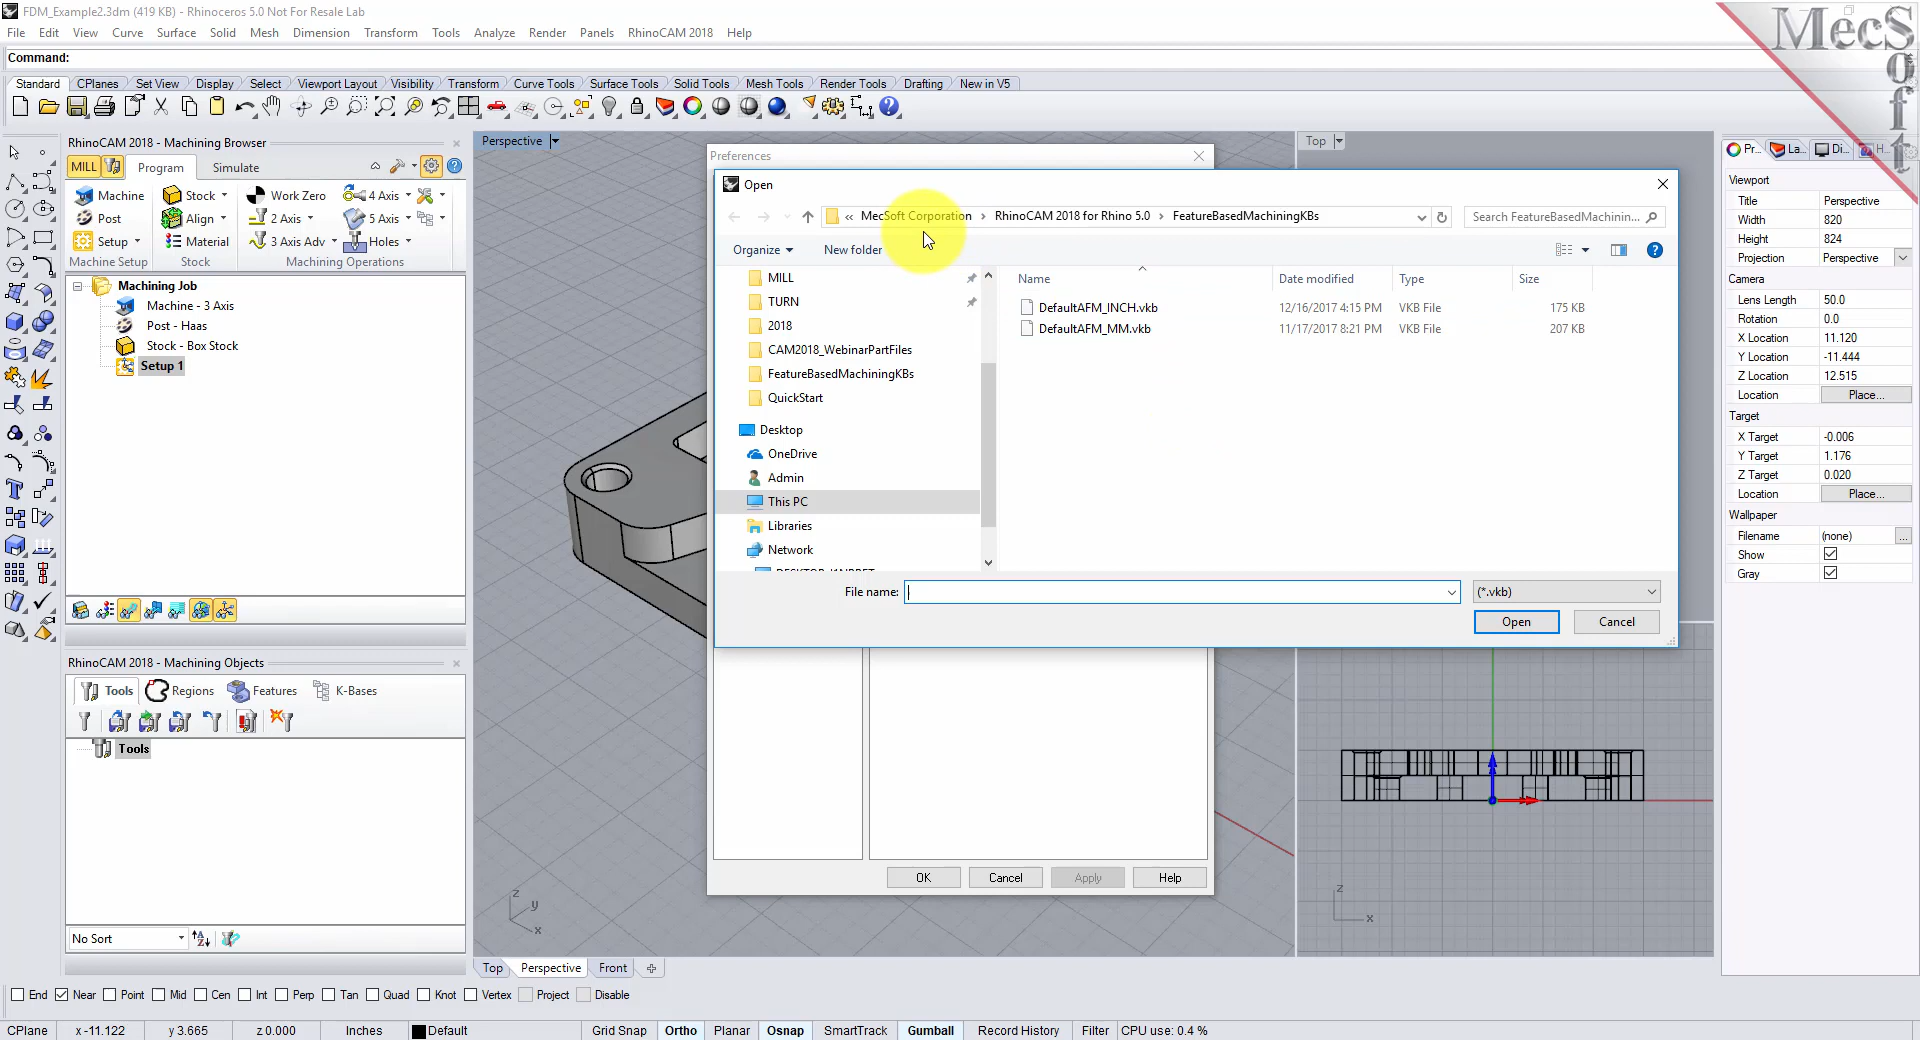 FDM_Example2.3dm (419 KB) - Rhinoceros 5.0 Not For Resale Lab
File Edit View Curve Surface Solid Mesh Dimension Transform Tools Analyze Render Panels RhinoCAM 2018 Help
Command:
Standard CPlanes Set View Display Select Viewport Layout Visibility Transform Curve Tools Surface Tools Solid Tools Mesh Tools Render Tools Drafting New in V5
MecSoft
RhinoCAM 2018 - Machining Browser
MILL Program Simulate
Machine Stock Work Zero 4 Axis
Post Align 2 Axis 5 Axis
Setup Material 3 Axis Adv Holes
Machine Setup Stock Machining Operations
Machining Job
Machine - 3 Axis
Post - Haas
Stock - Box Stock
Setup 1
RhinoCAM 2018 - Machining Objects
Tools Regions Features K-Bases
Tools
No Sort
Perspective
Top
Preferences
Open
« MecSoft Corporation › RhinoCAM 2018 for Rhino 5.0 › FeatureBasedMachiningKBs
Search FeatureBasedMachinin...
Organize New folder
MILL
TURN
2018
CAM2018_WebinarPartFiles
FeatureBasedMachiningKBs
QuickStart
Desktop
OneDrive
Admin
This PC
Libraries
Network
Name Date modified Type Size
DefaultAFM_INCH.vkb 12/16/2017 4:15 PM VKB File 175 KB
DefaultAFM_MM.vkb 11/17/2017 8:21 PM VKB File 207 KB
File name:
(*.vkb)
Open Cancel
OK Cancel Apply Help
z
y
x
z
x
Pr... La... Di... H
Viewport
Title Perspective
Width 820
Height 824
Projection Perspective
Camera
Lens Length 50.0
Rotation 0.0
X Location 11.120
Y Location -11.444
Z Location 12.515
Location Place...
Target
X Target -0.006
Y Target 1.176
Z Target 0.020
Location Place...
Wallpaper
Filename (none) ...
Show
Gray
Top Perspective Front
End Near Point Mid Cen Int Perp Tan Quad Knot Vertex Project Disable
CPlane x -11.122 y 3.665 z 0.000 Inches Default Grid Snap Ortho Planar Osnap SmartTrack Gumball Record History Filter CPU use: 0.4 %